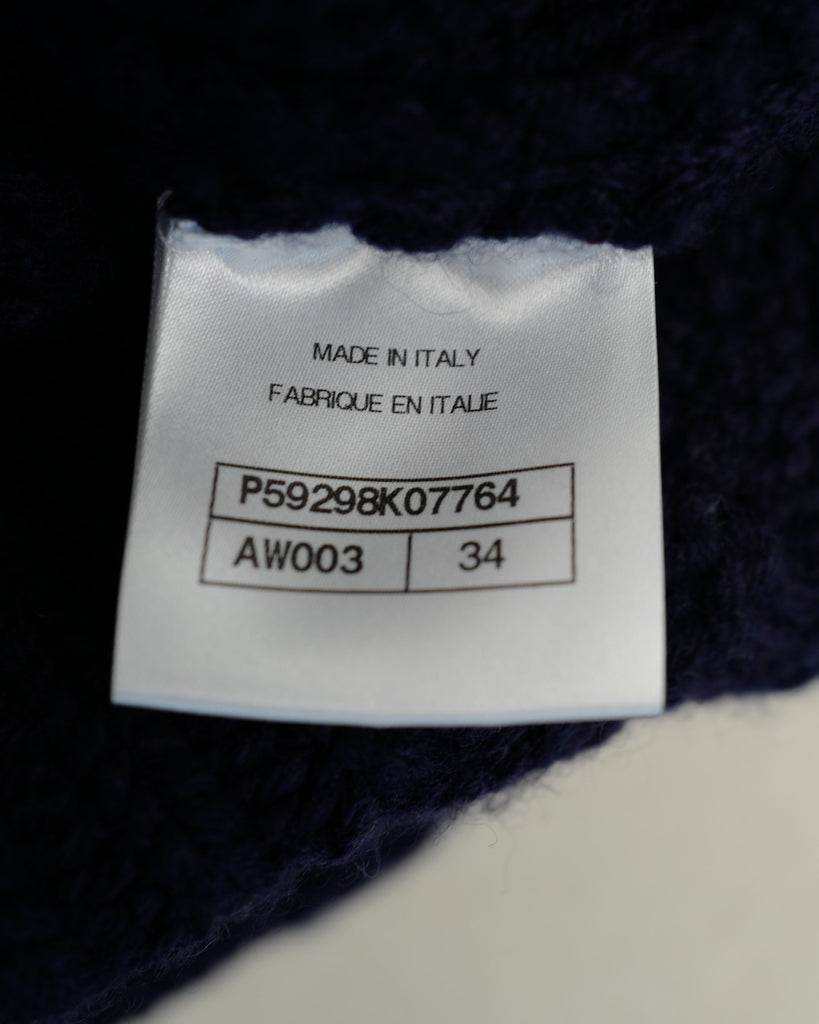 MADE IN ITALY
FABRIQUE EN ITALIE
P59298K07764
AW003 34